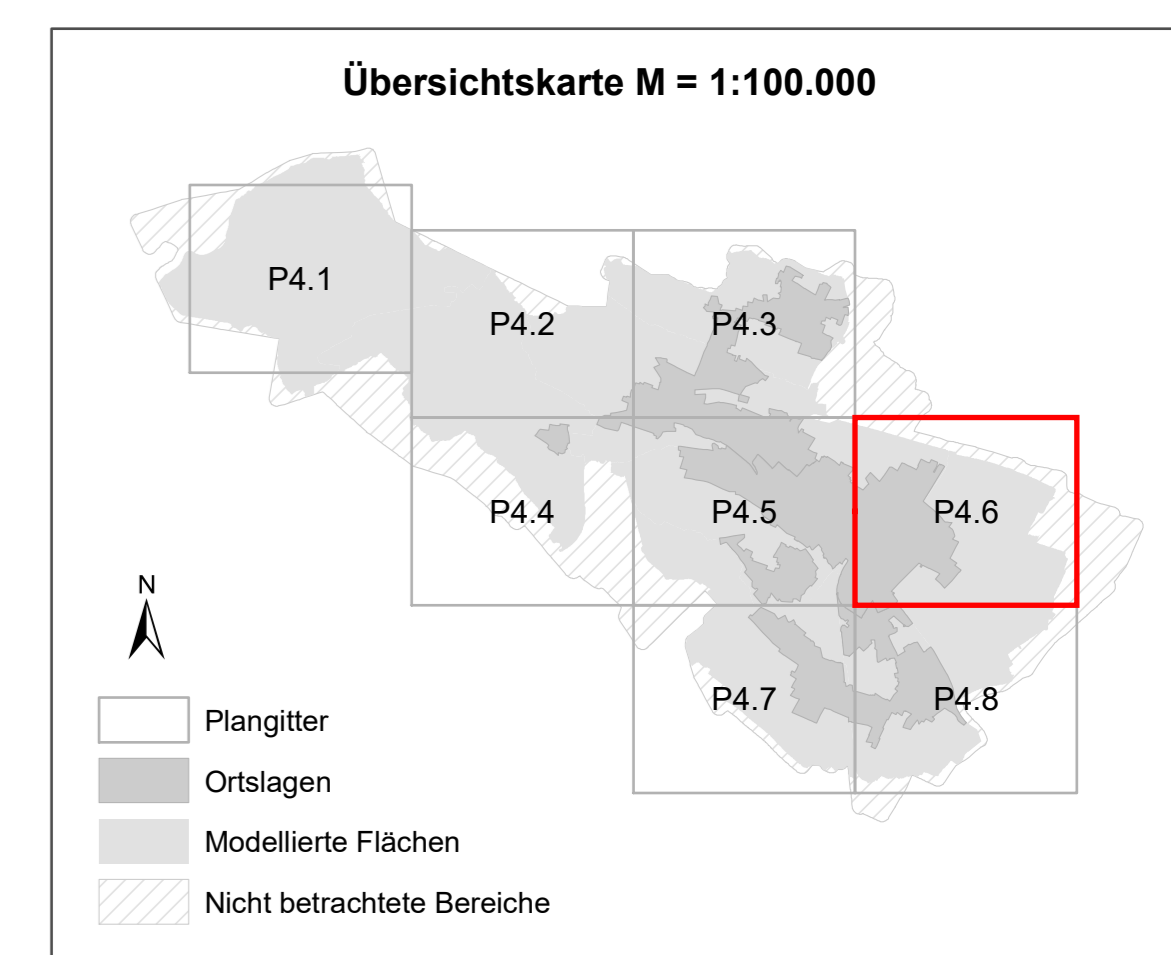 Übersichtskarte M = 1:100.000
P4.1
P4.2
P4.3
P4.4
P4.5
P4.6
P4.7
P4.8
N
Plangitter
Ortslagen
Modellierte Flächen
Nicht betrachtete Bereiche